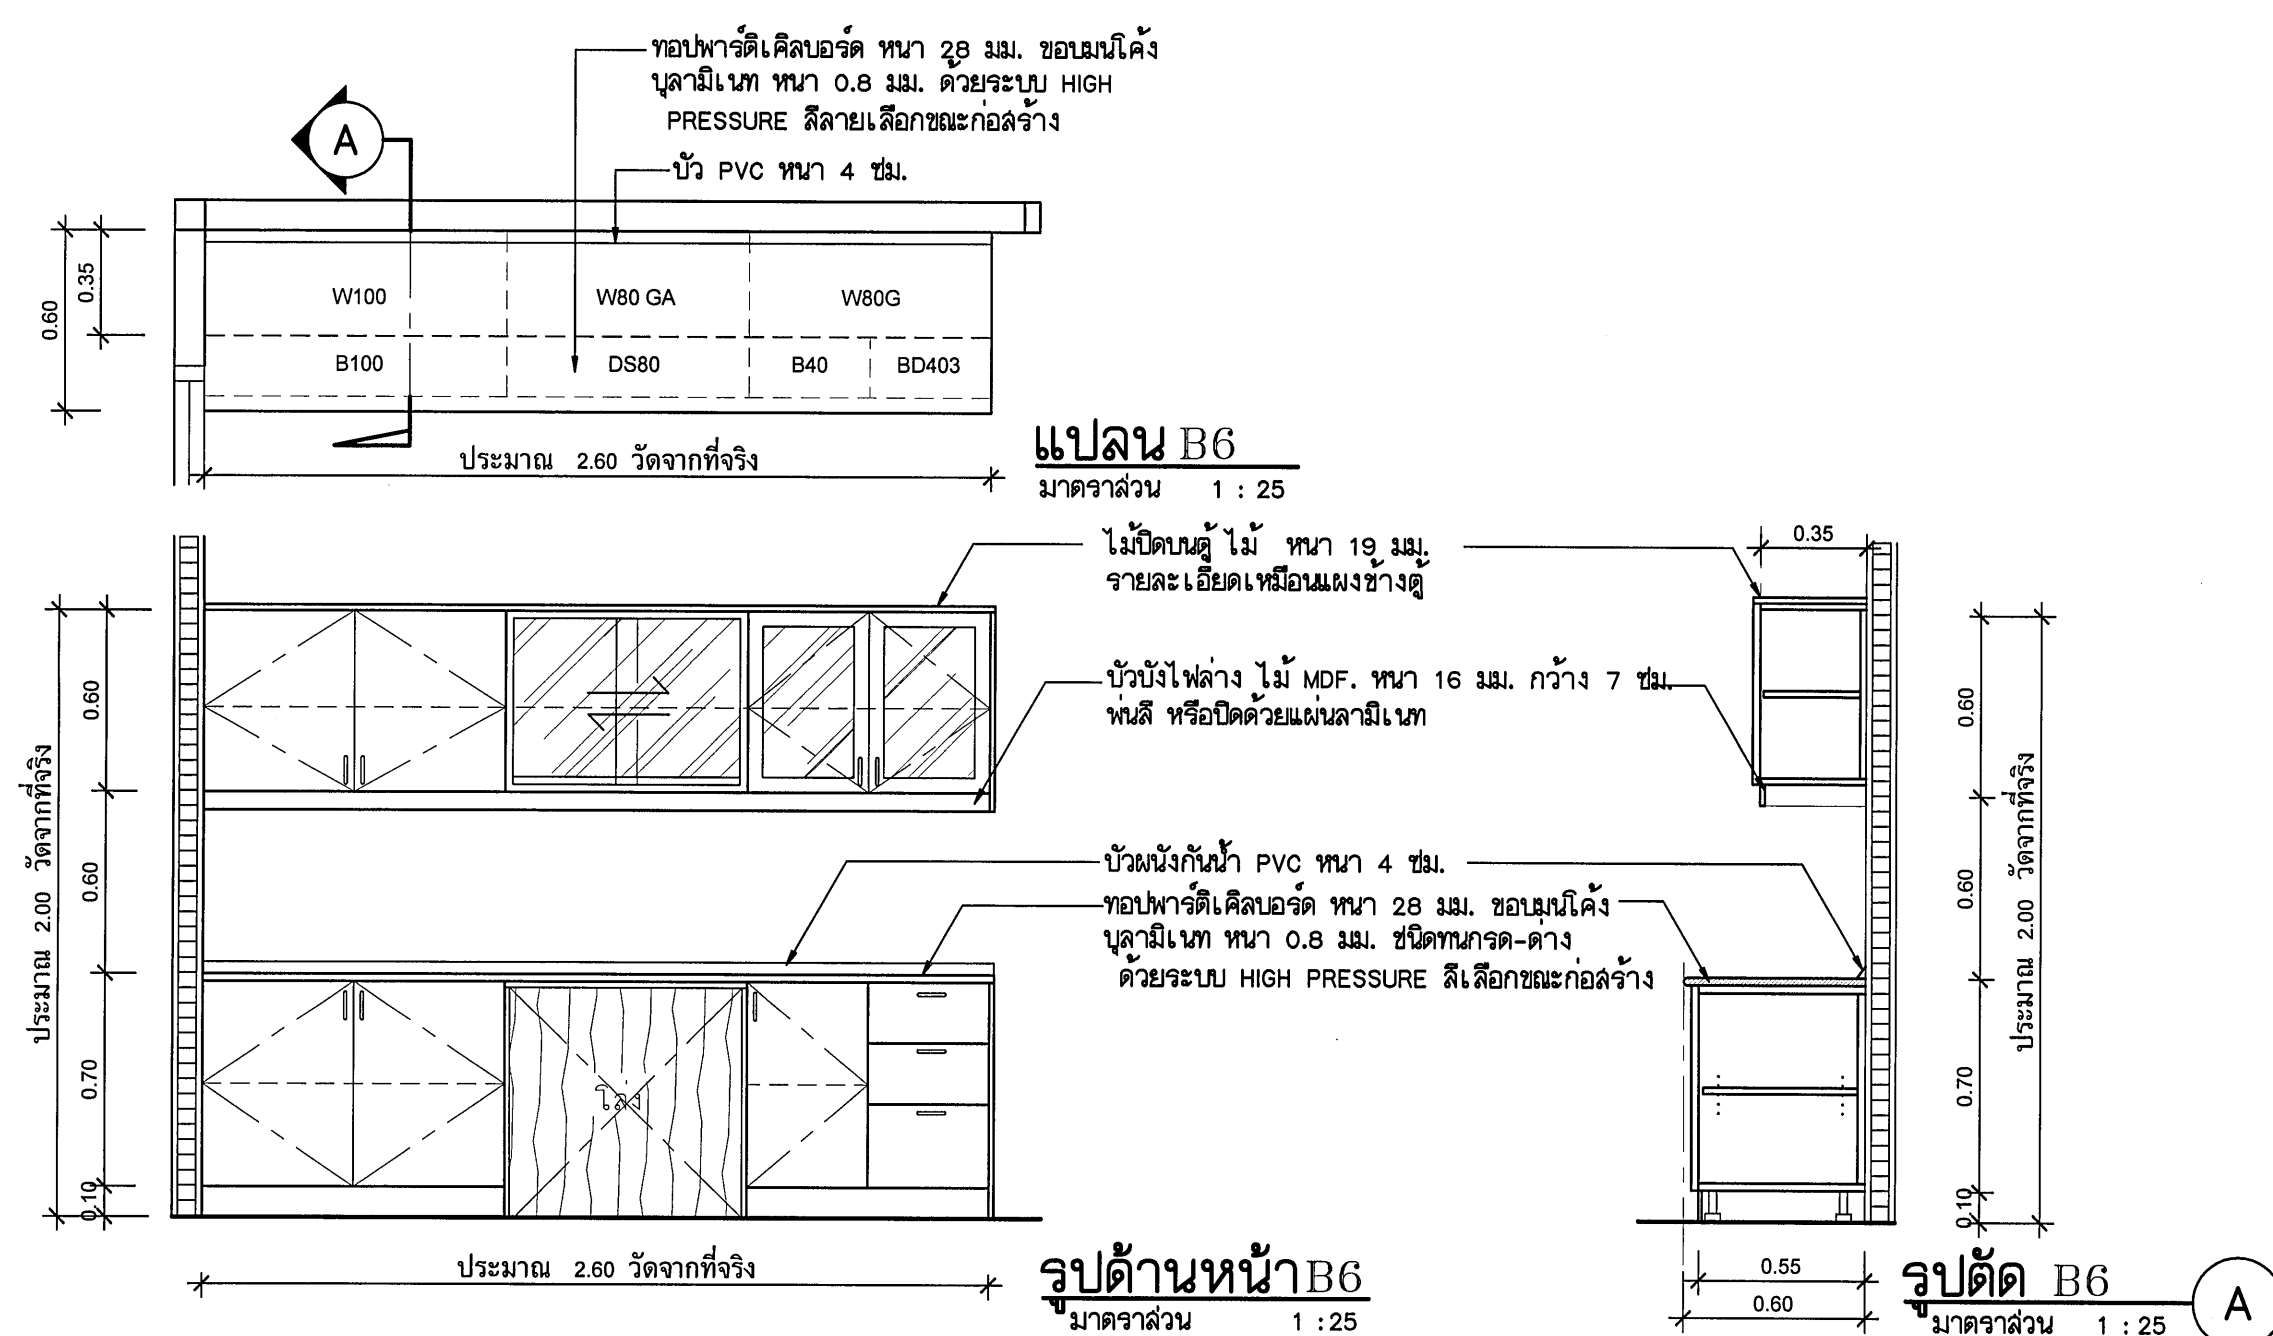 ทอปพาร์ติเคิลบอร์ด หนา 28 มม. ขอบมนโค้ง
บุลามิเนท หนา 0.8 มม. ด้วยระบบ HIGH
PRESSURE สีลายเลือกขณะก่อสร้าง
A
บัว PVC หนา 4 ซม.
0.60
0.35
W100
W80 GA
W80G
B100
DS80
B40
BD403
ประมาณ 2.60 วัดจากที่จริง
แปลน B6
มาตราส่วน 1 : 25
ไม้ปิดบนตู้ ไม้ หนา 19 มม.
รายละเอียดเหมือนแผงข้างตู้
0.35
บัวบังไฟล่าง ไม้ MDF. หนา 16 มม. กว้าง 7 ซม.
พ่นสี หรือปิดด้วยแผ่นลามิเนท
ประมาณ 2.00 วัดจากที่จริง
0.60
0.60
0.70
0.10
บัวผนังกันน้ำ PVC หนา 4 ซม.
ทอปพาร์ติเคิลบอร์ด หนา 28 มม. ขอบมนโค้ง
บุลามิเนท หนา 0.8 มม. ชนิดทนกรด-ด่าง
ด้วยระบบ HIGH PRESSURE สีเลือกขณะก่อสร้าง
โล่ง
0.60
0.60
0.70
0.10
ประมาณ 2.00 วัดจากที่จริง
ประมาณ 2.60 วัดจากที่จริง
รูปด้านหน้า B6
มาตราส่วน 1 : 25
0.55
0.60
รูปตัด B6
มาตราส่วน 1 : 25
A